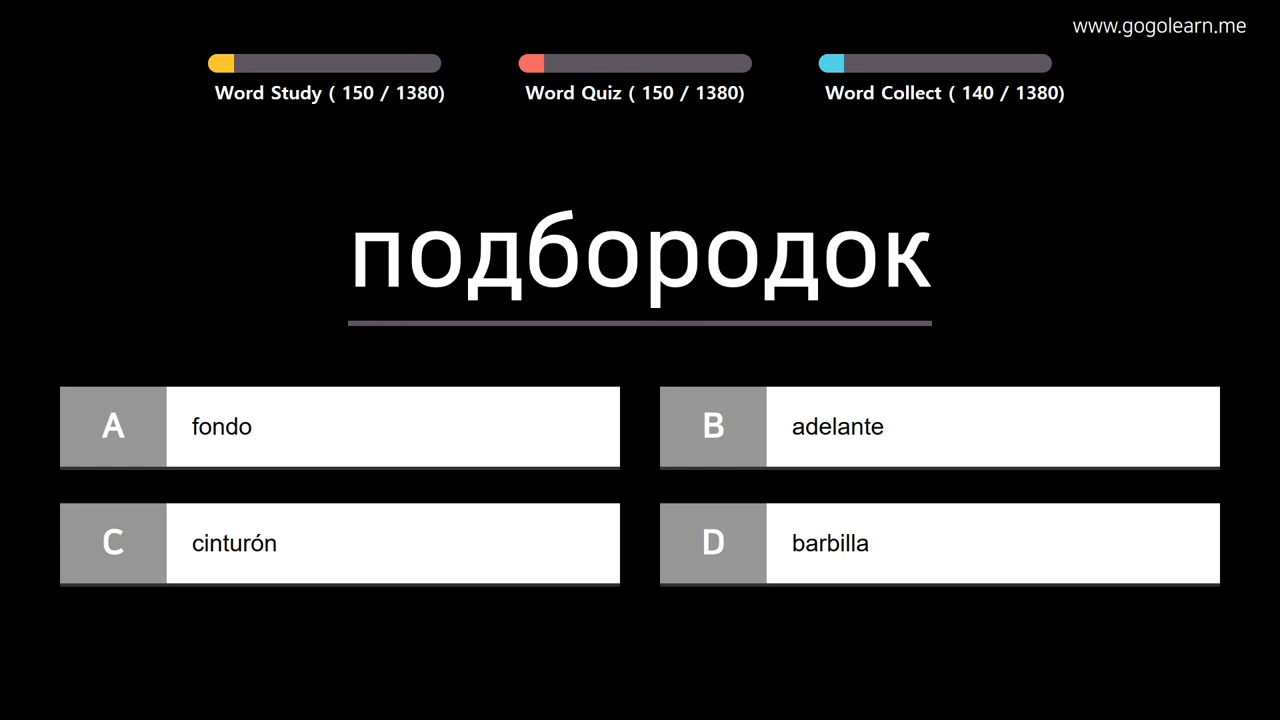 www.gogolearn.me
Word Study ( 150 / 1380)
Word Quiz ( 150 / 1380)
Word Collect ( 140 / 1380)
подбородок
A fondo
B adelante
C cinturón
D barbilla